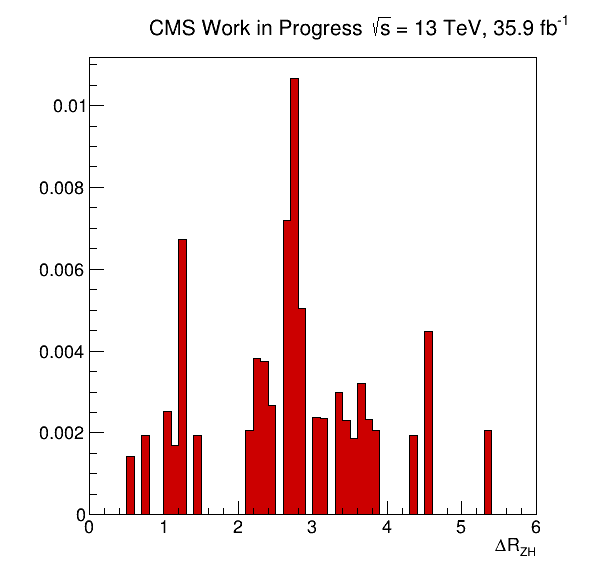 CMS Work in Progress √s = 13 TeV, 35.9 fb⁻¹
0.01
0.008
0.006
0.004
0.002
0
0 1 2 3 4 5 6
ΔR_ZH